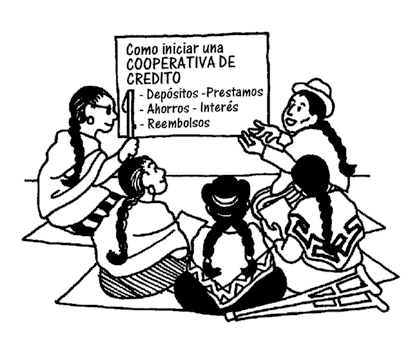 Como iniciar una
COOPERATIVA DE
CREDITO
- Depósitos -Prestamos
- Ahorros - Interés
- Reembolsos